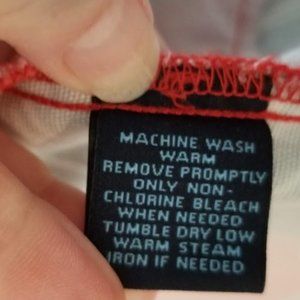 MACHINE WASH
WARM
REMOVE PROMPTLY
ONLY NON-
CHLORINE BLEACH
WHEN NEEDED
TUMBLE DRY LOW
WARM STEAM
IRON IF NEEDED